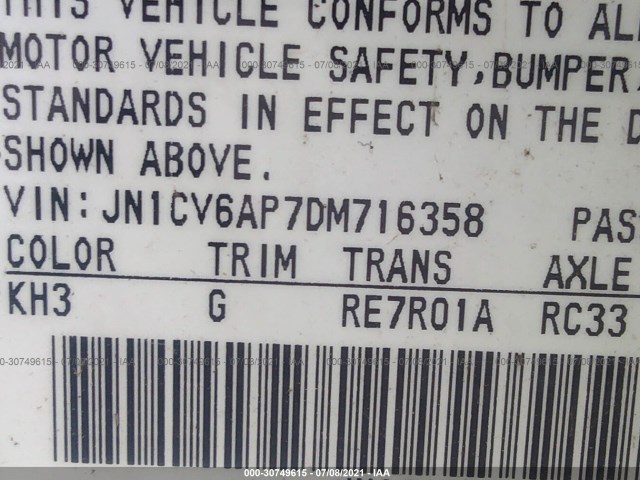 THIS VEHICLE CONFORMS TO ALL
MOTOR VEHICLE SAFETY, BUMPER,
STANDARDS IN EFFECT ON THE D
SHOWN ABOVE.
VIN: JN1CV6AP7DM716358 PAS
COLOR TRIM TRANS AXLE
KH3 G RE7R01A RC33
000-30749615 - 07/08/2021 - IAA